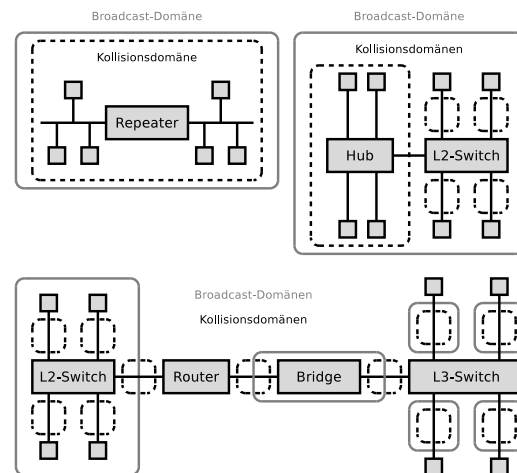 Broadcast-Domäne
Kollisionsdomäne
Repeater
Broadcast-Domäne
Kollisionsdomänen
Hub
L2-Switch
Broadcast-Domänen
Kollisionsdomänen
L2-Switch
Router
Bridge
L3-Switch